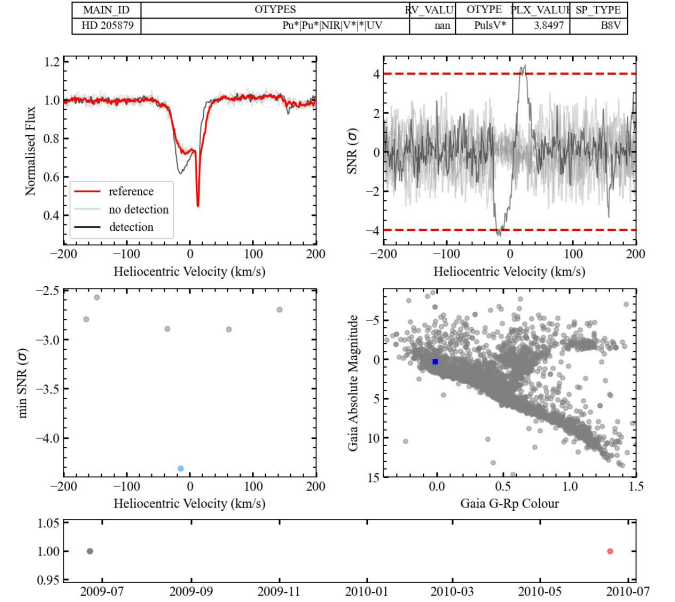 MAIN_ID OTYPES RV_VALUE OTYPE PLX_VALUE SP_TYPE
HD 205879 Pu*|Pu*|NIR|V*|*|UV nan PulsV* 3.8497 B8V
1.2
1.0
0.8
0.6
0.4
Normalised Flux
reference
no detection
detection
−200 −100 0 100 200
Heliocentric Velocity (km/s)
4
2
0
−2
−4
SNR (σ)
−200 −100 0 100 200
Heliocentric Velocity (km/s)
−2.5
−3.0
−3.5
−4.0
min SNR (σ)
−200 −100 0 100 200
Heliocentric Velocity (km/s)
−5
0
5
10
15
Gaia Absolute Magnitude
0.0 0.5 1.0 1.5
Gaia G-Rp Colour
1.05
1.00
0.95
2009-07 2009-09 2009-11 2010-01 2010-03 2010-05 2010-07